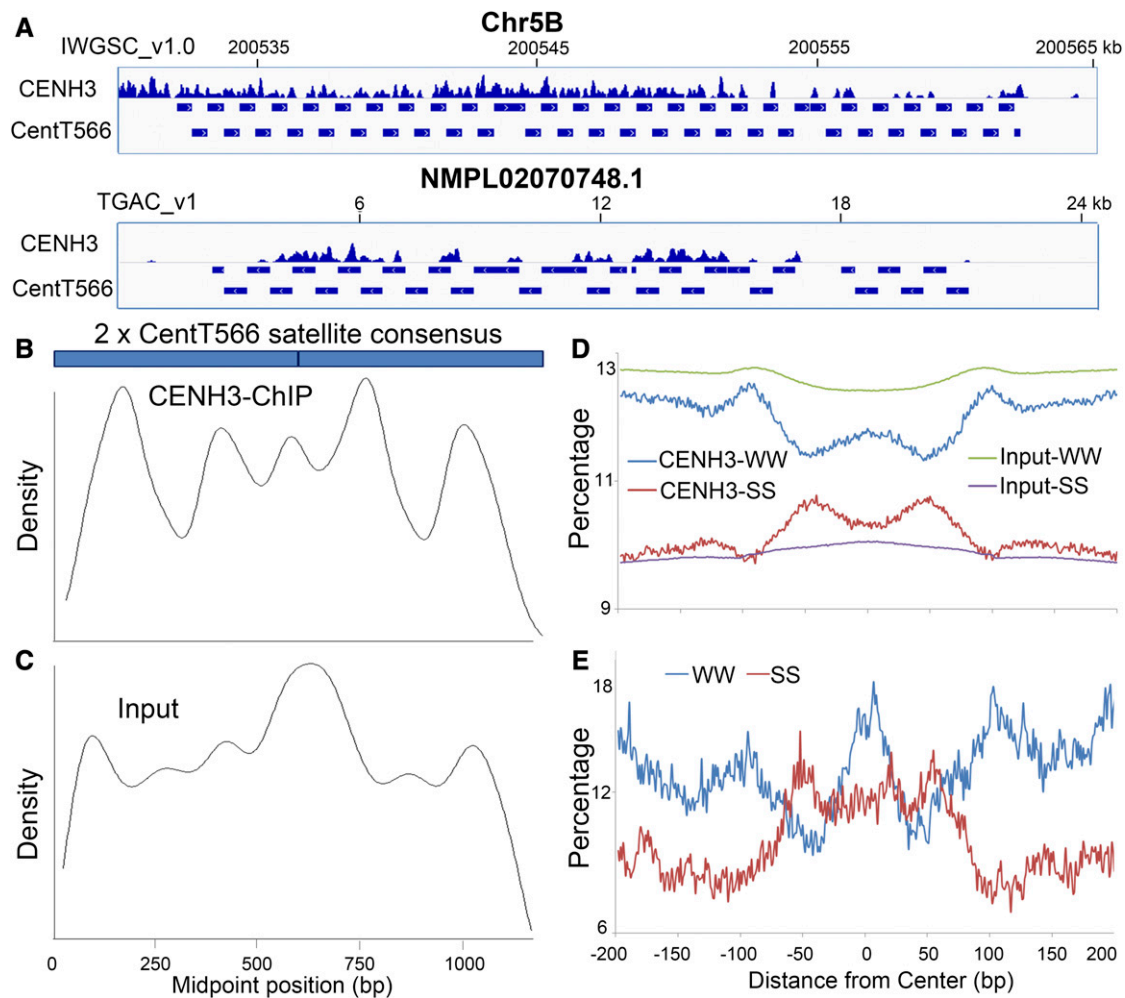 A
Chr5B
IWGSC_v1.0 200535 200545 200555 200565 kb
CENH3
CentT566
NMPL02070748.1
TGAC_v1 6 12 18 24 kb
CENH3
CentT566
B
2 x CentT566 satellite consensus
CENH3-ChIP
Density
C
Input
Density
0 250 500 750 1000
Midpoint position (bp)
D
13
11
9
Percentage
CENH3-WW Input-WW
CENH3-SS Input-SS
E
WW SS
18
12
6
Percentage
-200 -150 -100 -50 0 50 100 150 200
Distance from Center (bp)